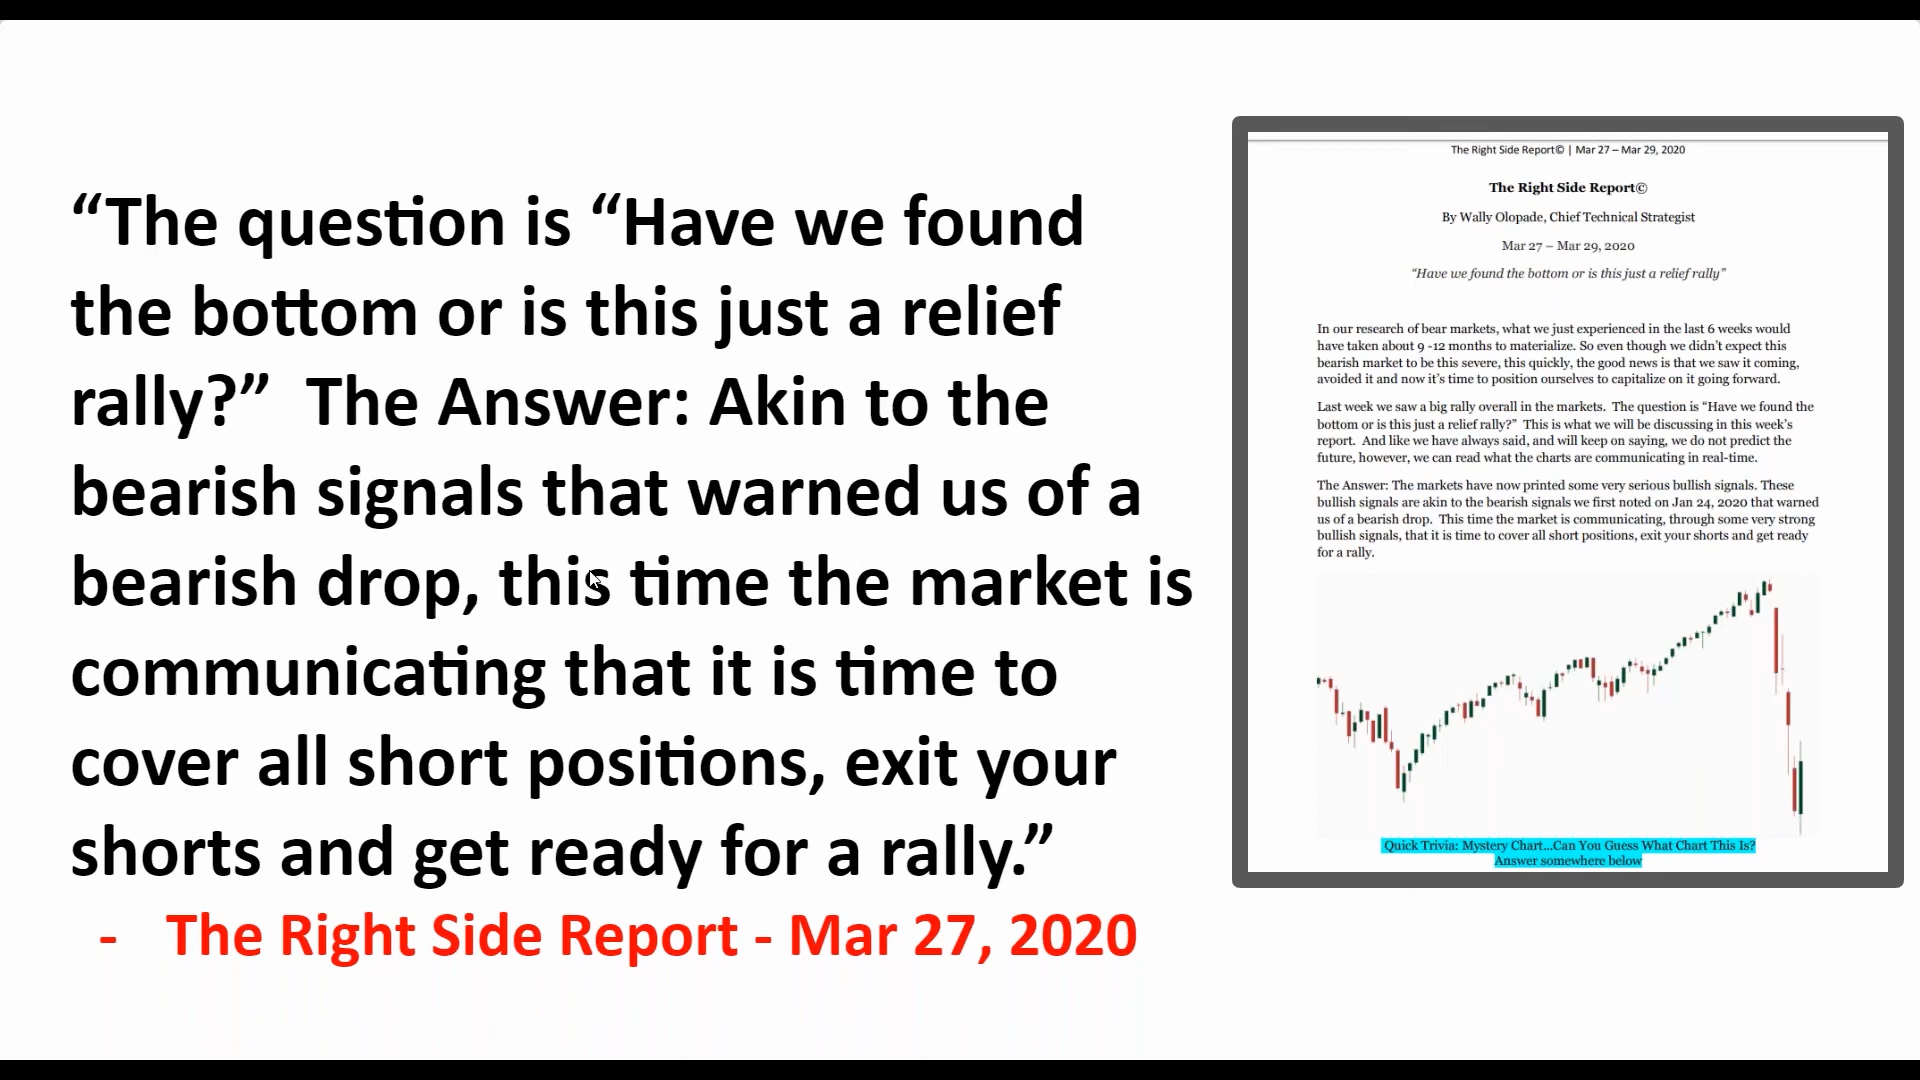 “The question is “Have we found
the bottom or is this just a relief
rally?”  The Answer: Akin to the
bearish signals that warned us of a
bearish drop, this time the market is
communicating that it is time to
cover all short positions, exit your
shorts and get ready for a rally.”
- The Right Side Report - Mar 27, 2020
The Right Side Report© | Mar 27 – Mar 29, 2020
The Right Side Report©
By Wally Olopade, Chief Technical Strategist
Mar 27 – Mar 29, 2020
“Have we found the bottom or is this just a relief rally”
In our research of bear markets, what we just experienced in the last 6 weeks would
have taken about 9 -12 months to materialize. So even though we didn’t expect this
bearish market to be this severe, this quickly, the good news is that we saw it coming,
avoided it and now it’s time to position ourselves to capitalize on it going forward.
Last week we saw a big rally overall in the markets.  The question is “Have we found the
bottom or is this just a relief rally?”  This is what we will be discussing in this week’s
report.  And like we have always said, and will keep on saying, we do not predict the
future, however, we can read what the charts are communicating in real-time.
The Answer: The markets have now printed some very serious bullish signals. These
bullish signals are akin to the bearish signals we first noted on Jan 24, 2020 that warned
us of a bearish drop.  This time the market is communicating, through some very strong
bullish signals, that it is time to cover all short positions, exit your shorts and get ready
for a rally.
Quick Trivia: Mystery Chart...Can You Guess What Chart This Is?
Answer somewhere below